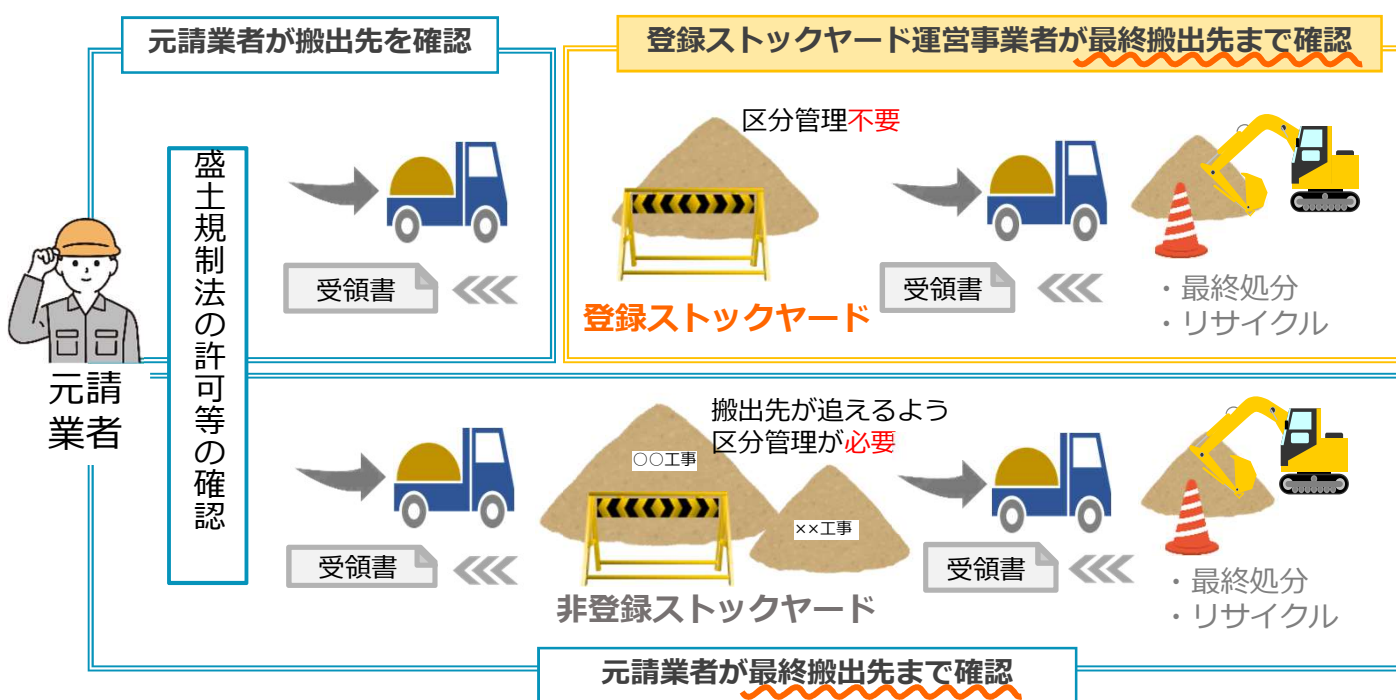 元請業者が搬出先を確認
登録ストックヤード運営事業者が最終搬出先まで確認
盛土規制法の許可等の確認
元請
業者
受領書
区分管理不要
登録ストックヤード
受領書
・最終処分
・リサイクル
受領書
○○工事
××工事
搬出先が追えるよう
区分管理が必要
非登録ストックヤード
受領書
・最終処分
・リサイクル
元請業者が最終搬出先まで確認